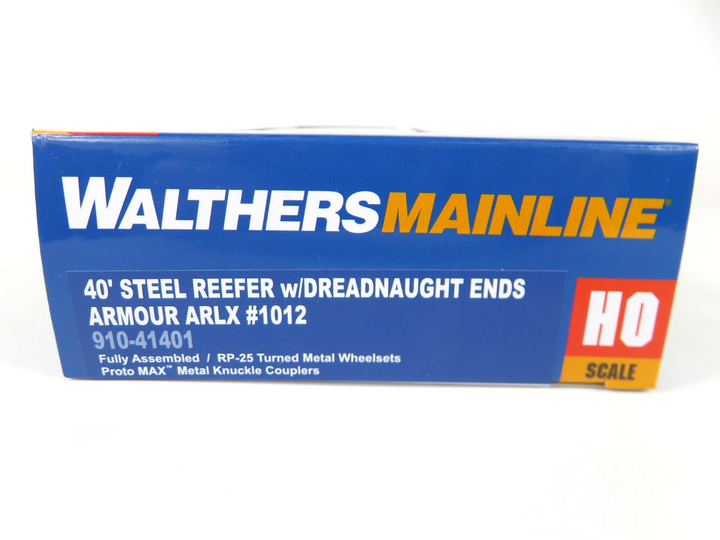 WALTHERSMAINLINE®
40' STEEL REEFER w/DREADNAUGHT ENDS
ARMOUR ARLX #1012
910-41401
Fully Assembled / RP-25 Turned Metal Wheelsets
Proto MAX™ Metal Knuckle Couplers
HO
SCALE